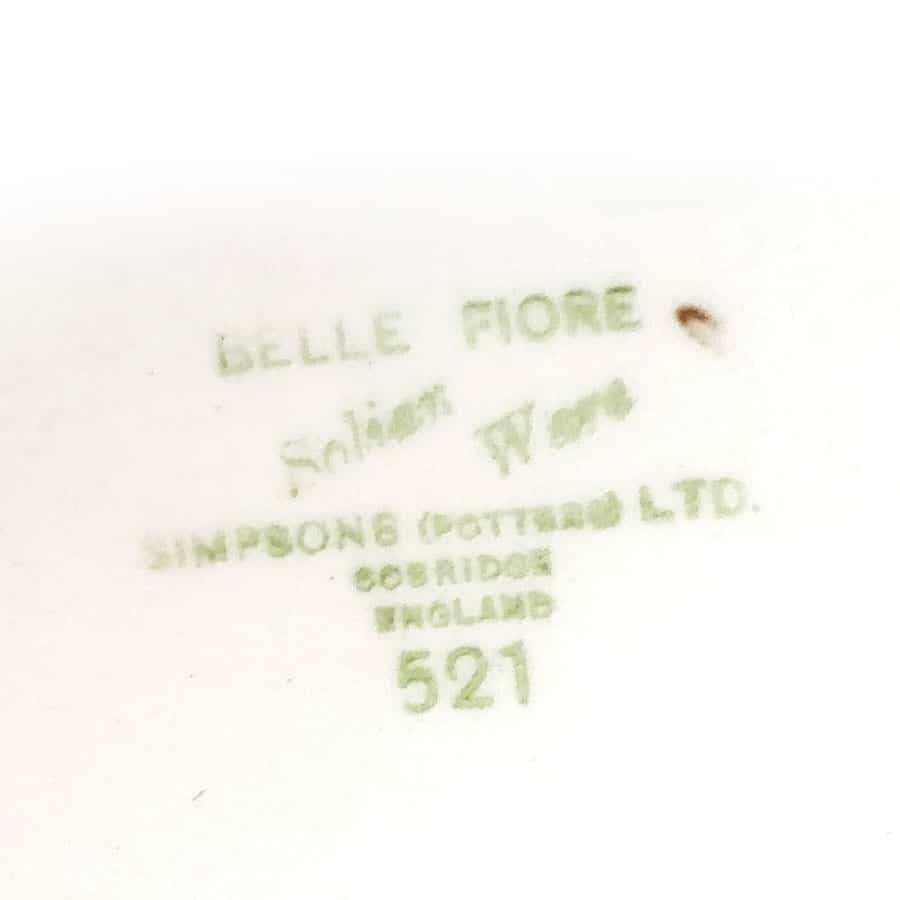 BELLE FIORE
Solian Ware
SIMPSONS (POTTERS) LTD.
COBRIDGE
ENGLAND
521